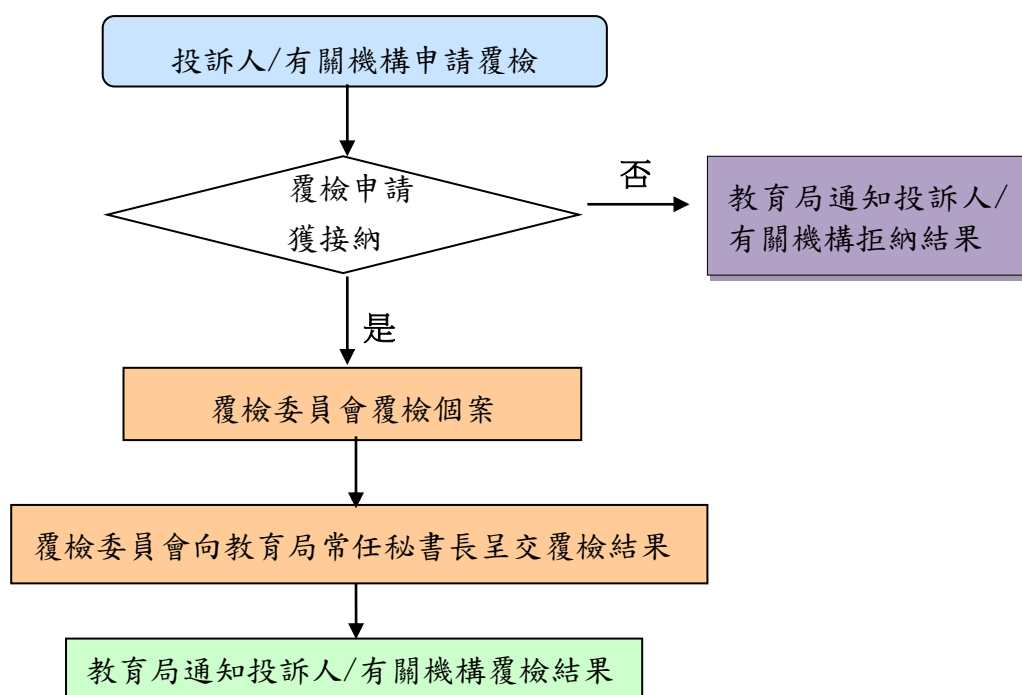 投訴人/有關機構申請覆檢
覆檢申請
獲接納
否
教育局通知投訴人/
有關機構拒納結果
是
覆檢委員會覆檢個案
覆檢委員會向教育局常任秘書長呈交覆檢結果
教育局通知投訴人/有關機構覆檢結果